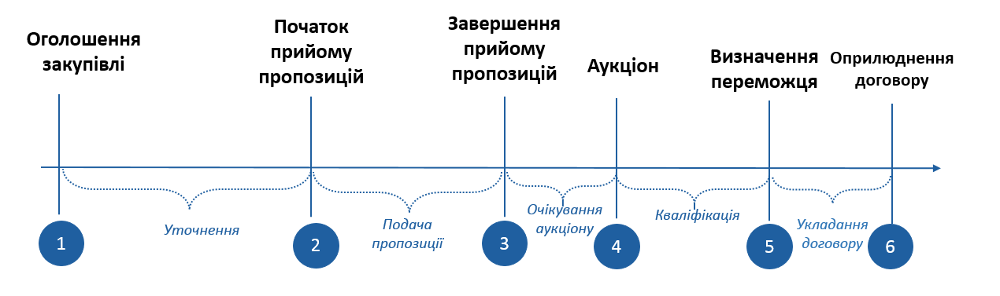 Оголошення
закупівлі
Початок
прийому
пропозицій
Завершення
прийому
пропозицій
Аукціон
Визначення
переможця
Оприлюднення
договору
Уточнення
Подача
пропозиції
Очікування
аукціону
Кваліфікація
Укладання
договору
1
2
3
4
5
6